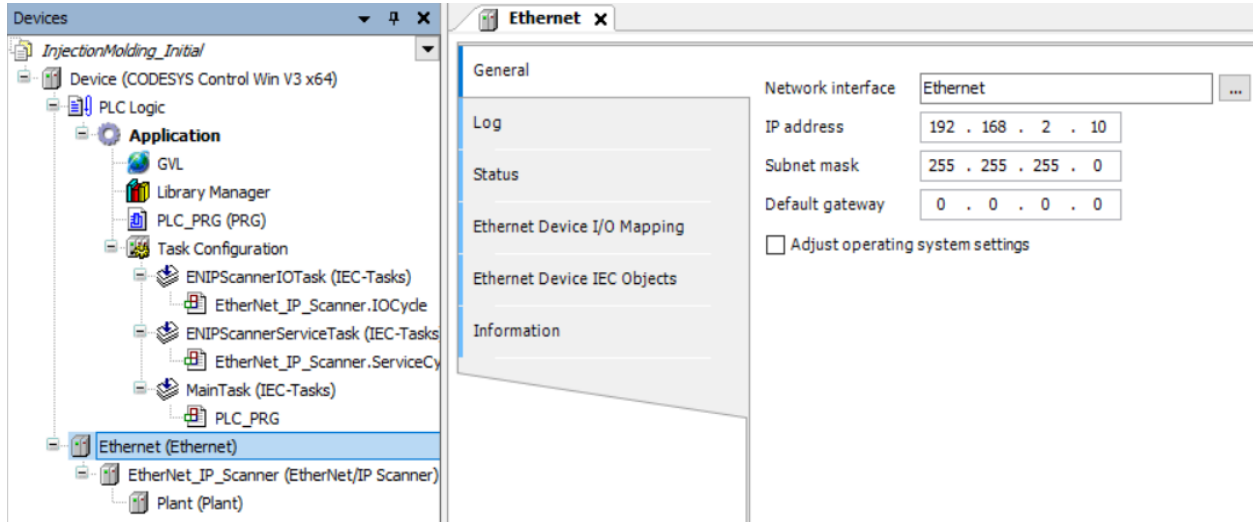 Devices
InjectionMolding_Initial
Device (CODESYS Control Win V3 x64)
PLC Logic
Application
GVL
Library Manager
PLC_PRG (PRG)
Task Configuration
ENIPScannerIOTask (IEC-Tasks)
EtherNet_IP_Scanner.IOCycle
ENIPScannerServiceTask (IEC-Tasks
EtherNet_IP_Scanner.ServiceCy
MainTask (IEC-Tasks)
PLC_PRG
Ethernet (Ethernet)
EtherNet_IP_Scanner (EtherNet/IP Scanner)
Plant (Plant)
Ethernet
General
Log
Status
Ethernet Device I/O Mapping
Ethernet Device IEC Objects
Information
Network interface Ethernet ...
IP address 192 . 168 . 2 . 10
Subnet mask 255 . 255 . 255 . 0
Default gateway 0 . 0 . 0 . 0
Adjust operating system settings